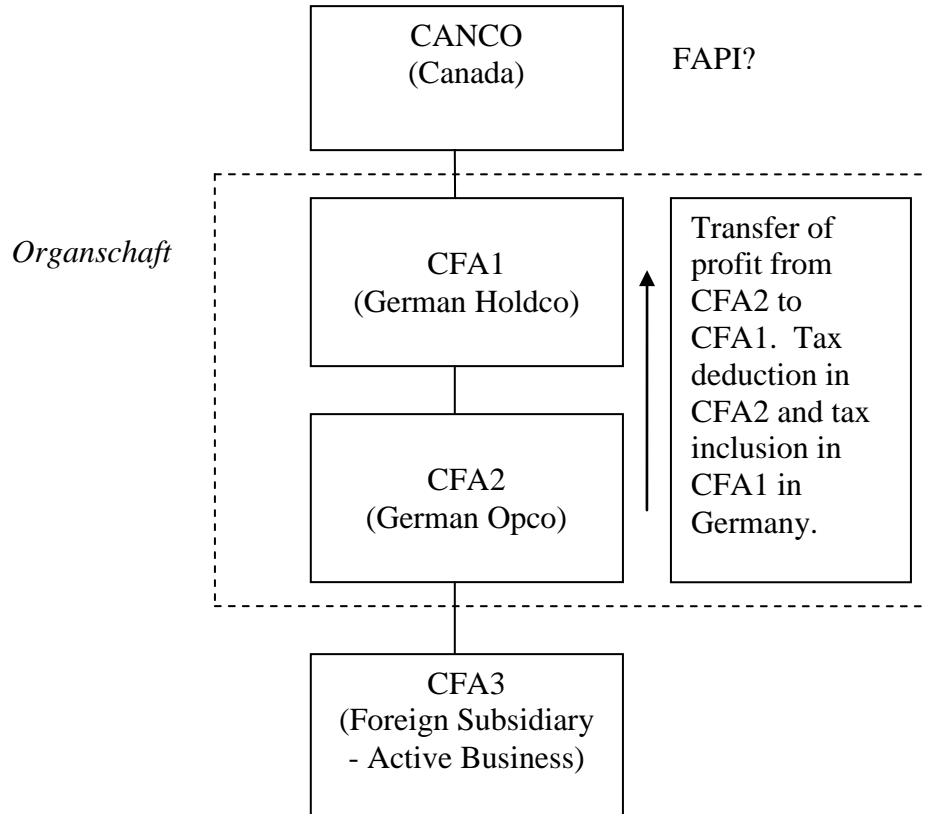 CANCO
(Canada)
FAPI?
Organschaft
CFA1
(German Holdco)
Transfer of
profit from
CFA2 to
CFA1. Tax
deduction in
CFA2 and tax
inclusion in
CFA1 in
Germany.
CFA2
(German Opco)
CFA3
(Foreign Subsidiary
- Active Business)